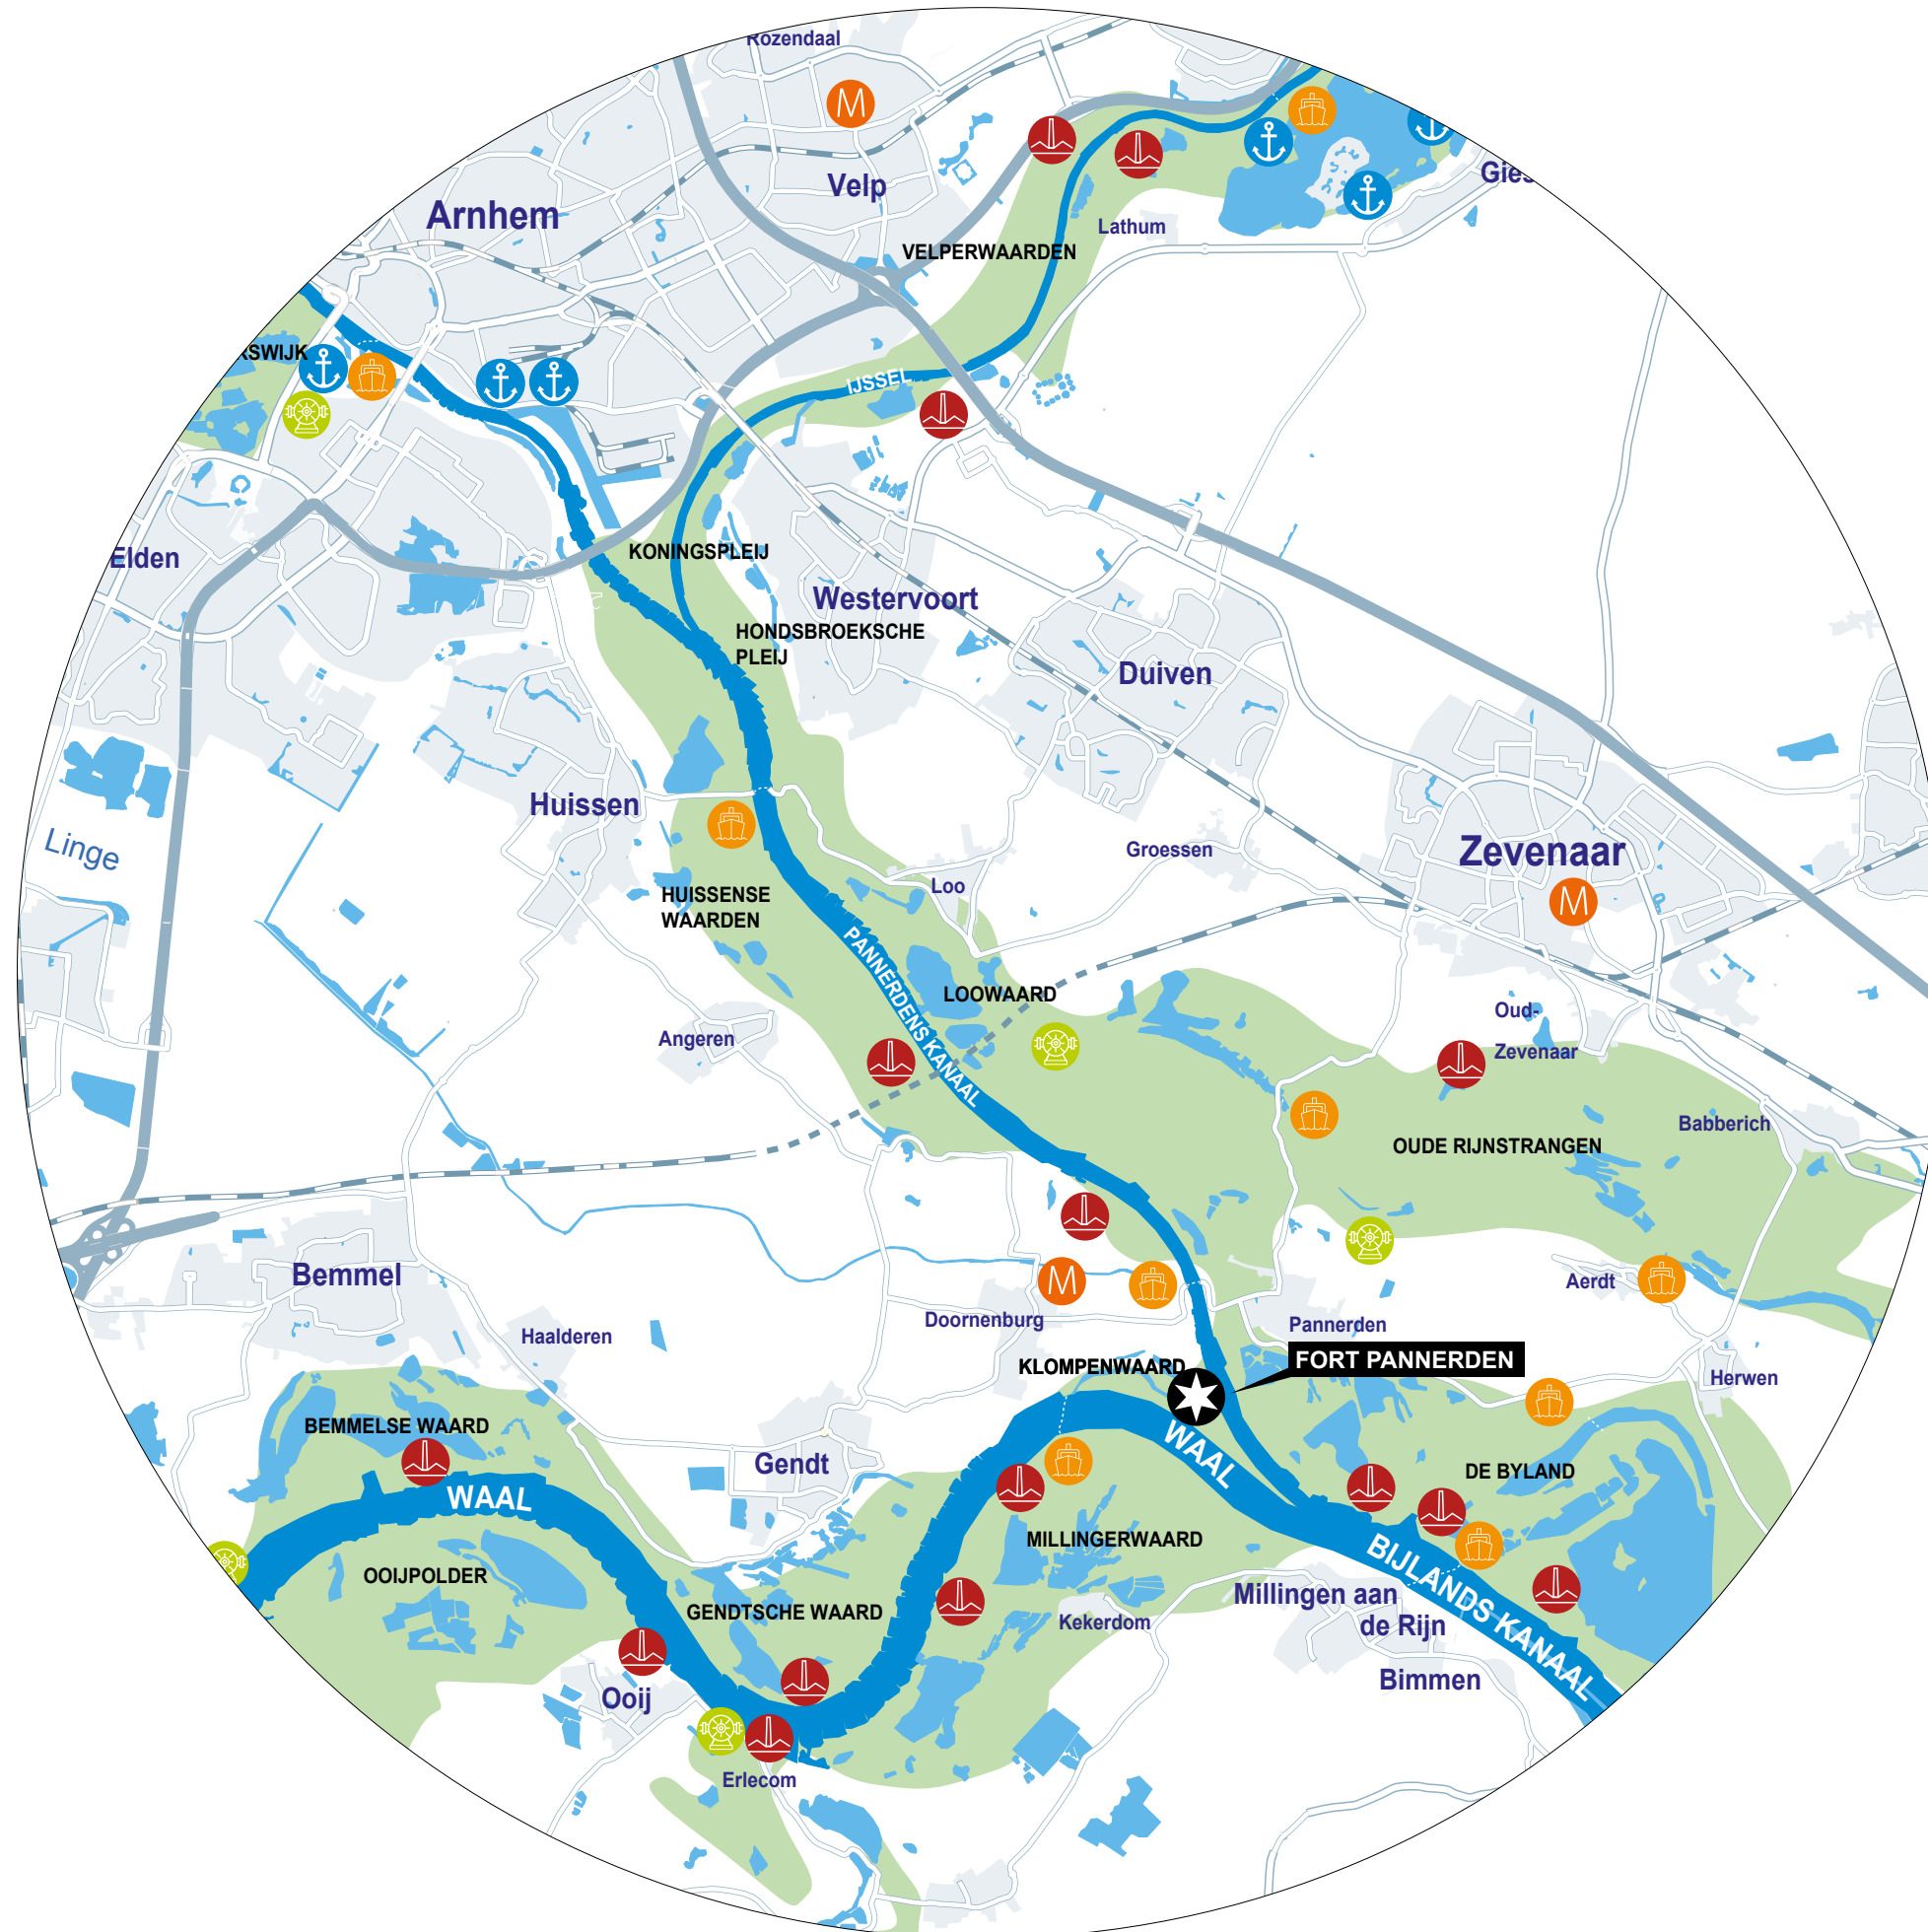 Rozendaal
M
Velp
Gies
Arnhem
Lathum
VELPERWAARDEN
RSWIJK
IJSSEL
Elden
KONINGSPLEIJ
Westervoort
HONDSBROEKSCHE
PLEIJ
Duiven
Huissen
Linge
Groessen
Zevenaar
M
Loo
HUISSENSE
WAARDEN
PANNERDENS KANAAL
LOOWAARD
Oud-
Zevenaar
Angeren
Babberich
OUDE RIJNSTRANGEN
Bemmel
M
Aerdt
Doornenburg
Pannerden
Haalderen
FORT PANNERDEN
KLOMPENWAARD
Herwen
BEMMELSE WAARD
WAAL
Gendt
DE BYLAND
WAAL
MILLINGERWAARD
BIJLANDS KANAAL
OOIJPOLDER
Millingen aan
de Rijn
GENDTSCHE WAARD
Kekerdom
Bimmen
Ooij
Erlecom